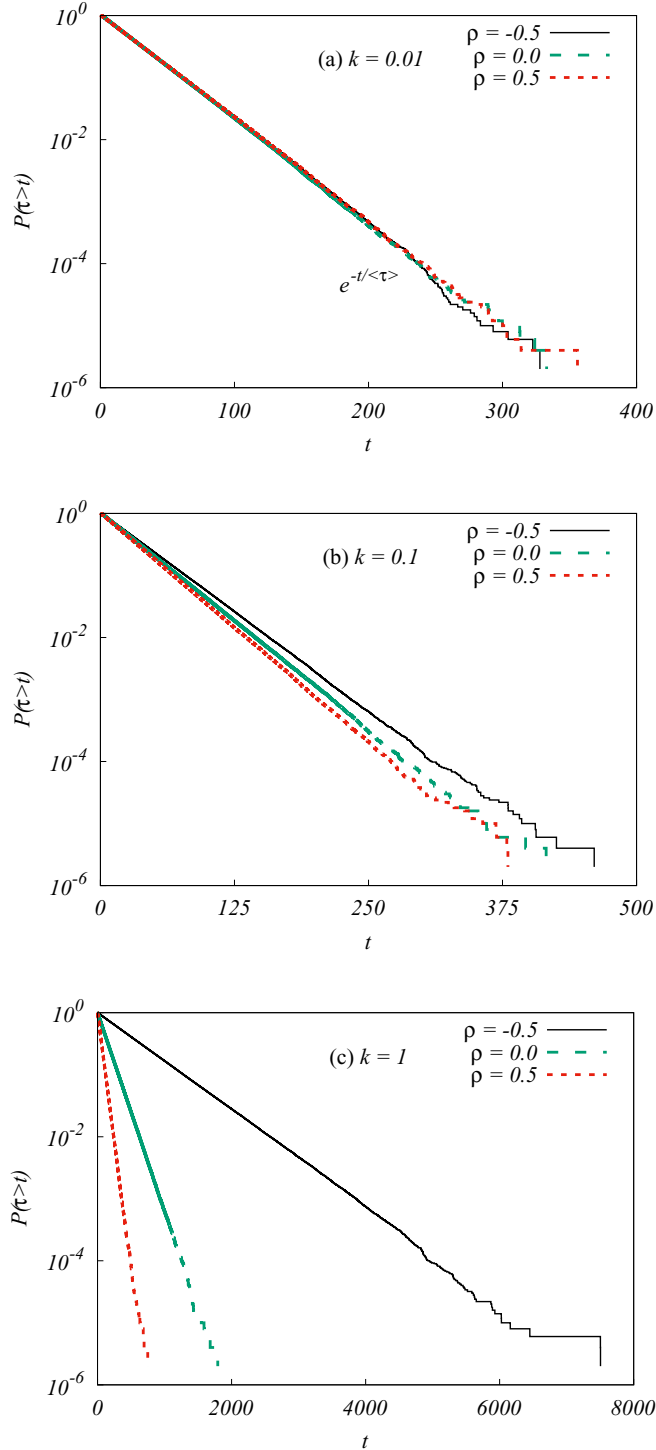 10^0
ρ = -0.5
(a) k = 0.01
ρ = 0.0
ρ = 0.5
10^-2
P(τ>t)
10^-4
e^-t/<τ>
10^-6
0 100 200 300 400
t
10^0
ρ = -0.5
(b) k = 0.1
ρ = 0.0
ρ = 0.5
10^-2
P(τ>t)
10^-4
10^-6
0 125 250 375 500
t
10^0
ρ = -0.5
(c) k = 1
ρ = 0.0
ρ = 0.5
10^-2
P(τ>t)
10^-4
10^-6
0 2000 4000 6000 8000
t